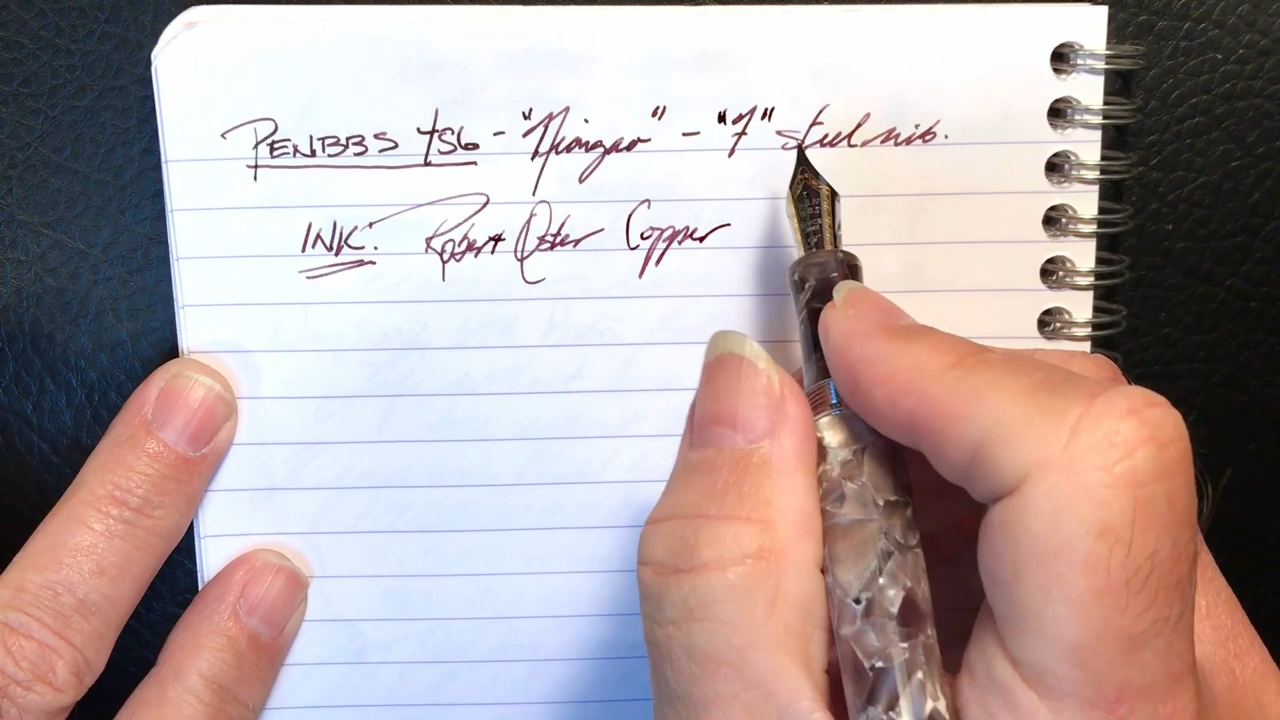 PENBBS 456 - "Niangao" - "F" steel nib.
INK: Robert Oster Copper